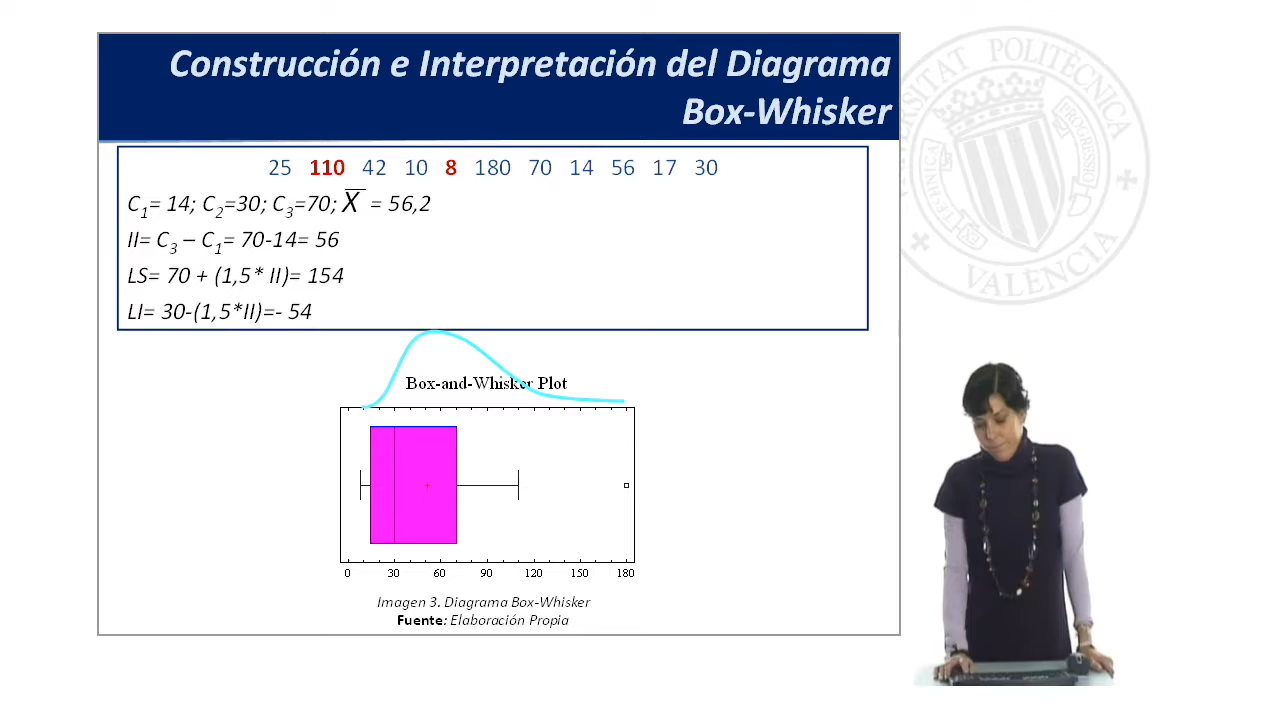 Construcción e Interpretación del Diagrama
Box-Whisker
25 110 42 10 8 180 70 14 56 17 30
C1= 14; C2=30; C3=70; X̅ = 56,2
II= C3 – C1= 70-14= 56
LS= 70 + (1,5* II)= 154
LI= 30-(1,5*II)=- 54
Box-and-Whisker Plot
0 30 60 90 120 150 180
Imagen 3. Diagrama Box-Whisker
Fuente: Elaboración Propia
POLITÈCNICA
VALÈNCIA